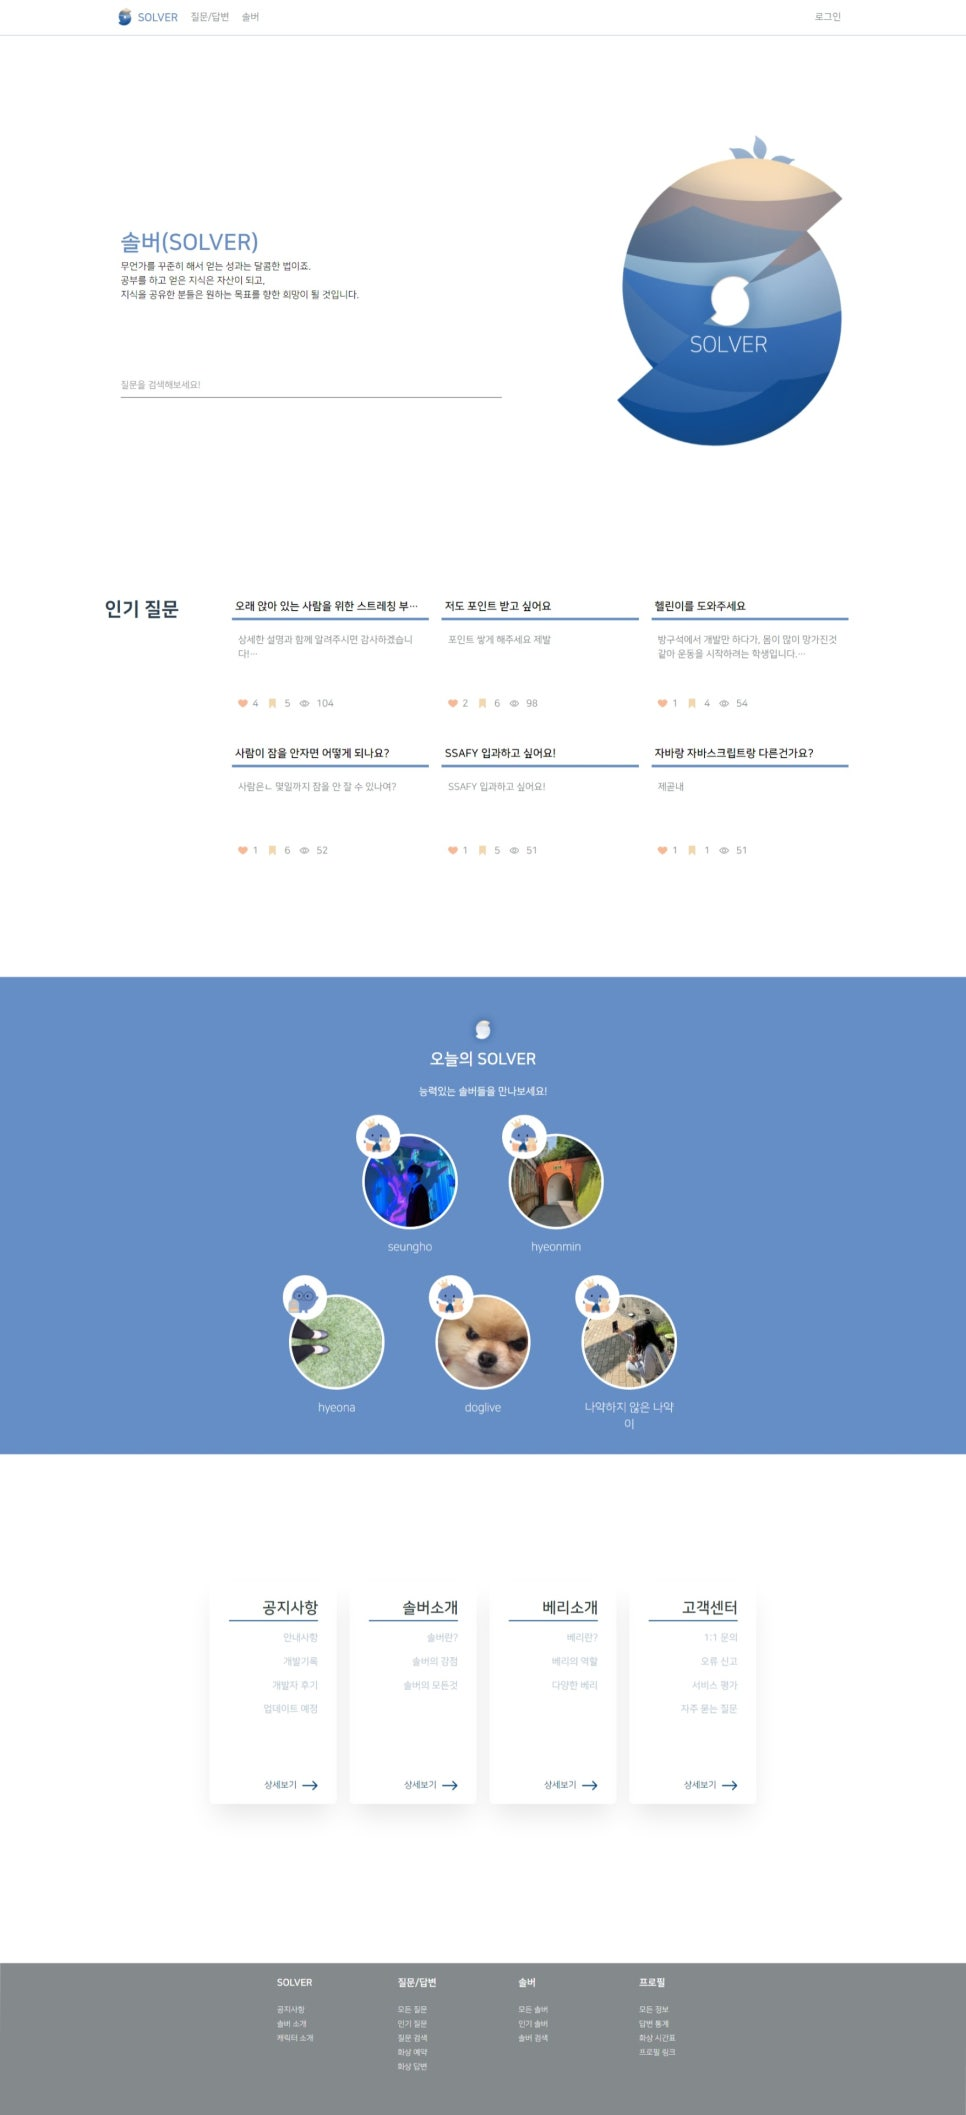 SOLVER 질문/답변 솔버 로그인
솔버(SOLVER)
무언가를 꾸준히 해서 얻는 성과는 달콤한 법이죠.
공부를 하고 얻은 지식은 자산이 되고,
지식을 공유한 분들은 원하는 목표를 향한 희망이 될 것입니다.
질문을 검색해보세요!
SOLVER
인기 질문
오래 앉아 있는 사람을 위한 스트레칭 부…
상세한 설명과 함께 알려주시면 감사하겠습니
다!…
4 5 104
저도 포인트 받고 싶어요
포인트 쌓게 해주세요 제발
2 6 98
헬린이를 도와주세요
방구석에서 개발만 하다가, 몸이 많이 망가진것
같아 운동을 시작하려는 학생입니다.…
1 4 54
사람이 잠을 안자면 어떻게 되나요?
사람은ㄴ 몇일까지 잠을 안 잘 수 있나여?
1 6 52
SSAFY 입과하고 싶어요!
SSAFY 입과하고 싶어요!
1 5 51
자바랑 자바스크립트랑 다른건가요?
제곧내
1 1 51
오늘의 SOLVER
능력있는 솔버들을 만나보세요!
seungho
hyeonmin
hyeona
doglive
나약하지 않은 나약
이
공지사항
안내사항
개발기록
개발자 후기
업데이트 예정
상세보기
솔버소개
솔버란?
솔버의 강점
솔버의 모든것
상세보기
베리소개
베리란?
베리의 역할
다양한 베리
상세보기
고객센터
1:1 문의
오류 신고
서비스 평가
자주 묻는 질문
상세보기
SOLVER
공지사항
솔버 소개
캐릭터 소개
질문/답변
모든 질문
인기 질문
질문 검색
화상 예약
화상 답변
솔버
모든 솔버
인기 솔버
솔버 검색
프로필
모든 정보
답변 통계
화상 시간표
프로필 링크